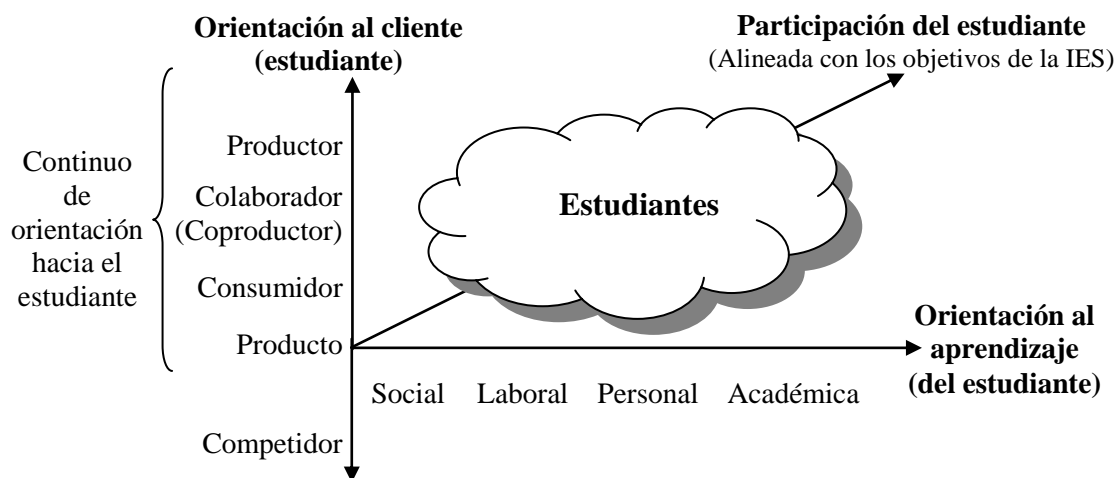 Orientación al cliente
(estudiante)
Participación del estudiante
(Alineada con los objetivos de la IES)
Continuo
de
orientación
hacia el
estudiante
Productor
Colaborador
(Coproductor)
Consumidor
Producto
Competidor
Estudiantes
Social Laboral Personal Académica
Orientación al
aprendizaje
(del estudiante)